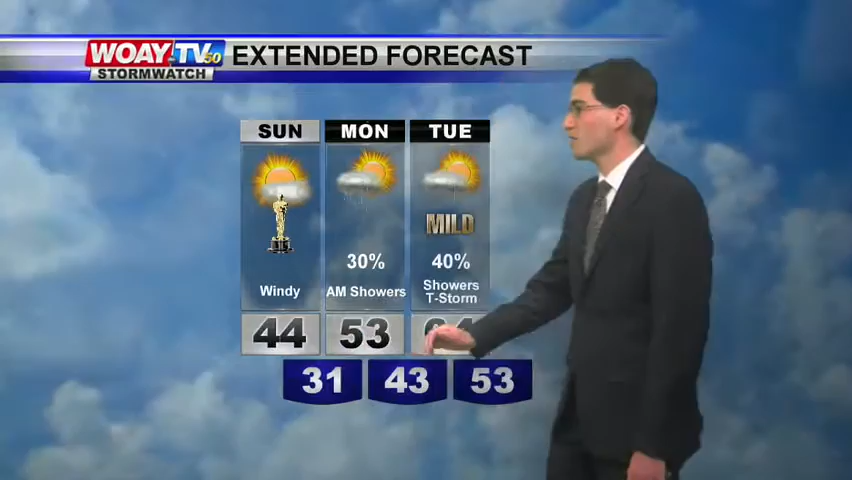 WOAY-TV 50
STORMWATCH
EXTENDED FORECAST
SUN
MON
TUE
MILD
30%
40%
Windy
AM Showers
Showers
T-Storm
44
53
31
43
53